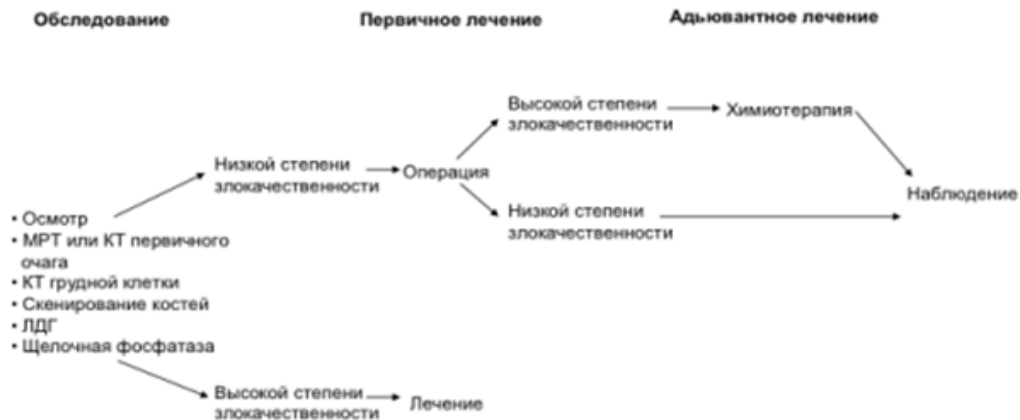 Обследование
Первичное лечение
Адьювантное лечение
Высокой степени
злокачественности
Химиотерапия
Низкой степени
злокачественности
Операция
Наблюдение
Низкой степени
злокачественности
• Осмотр
• МРТ или КТ первичного
очага
• КТ грудной клетки
• Скенирование костей
• ЛДГ
• Щелочная фосфатаза
Высокой степени
злокачественности
Лечение